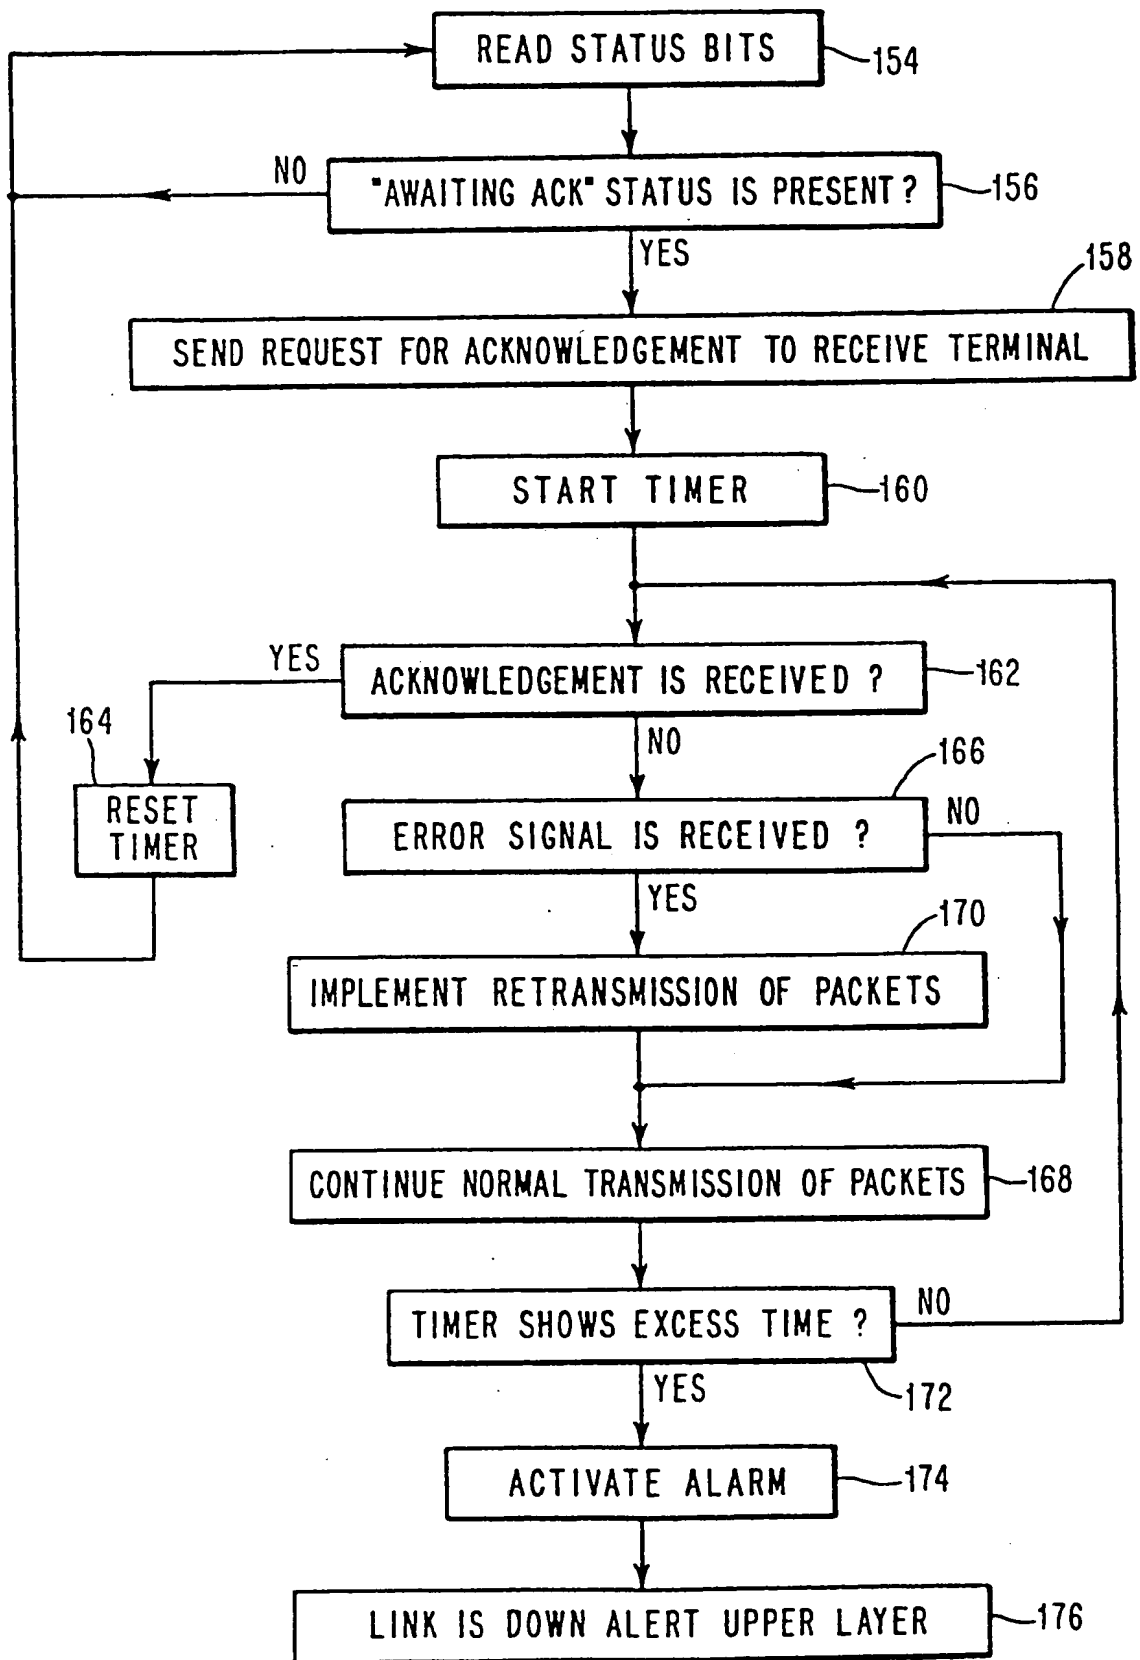 READ STATUS BITS
154
NO
"AWAITING ACK" STATUS IS PRESENT ?
156
YES
158
SEND REQUEST FOR ACKNOWLEDGEMENT TO RECEIVE TERMINAL
START TIMER
160
YES
ACKNOWLEDGEMENT IS RECEIVED ?
162
164
NO
166
RESET
TIMER
ERROR SIGNAL IS RECEIVED ?
NO
YES
170
IMPLEMENT RETRANSMISSION OF PACKETS
CONTINUE NORMAL TRANSMISSION OF PACKETS
168
TIMER SHOWS EXCESS TIME ?
NO
172
YES
ACTIVATE ALARM
174
LINK IS DOWN ALERT UPPER LAYER
176